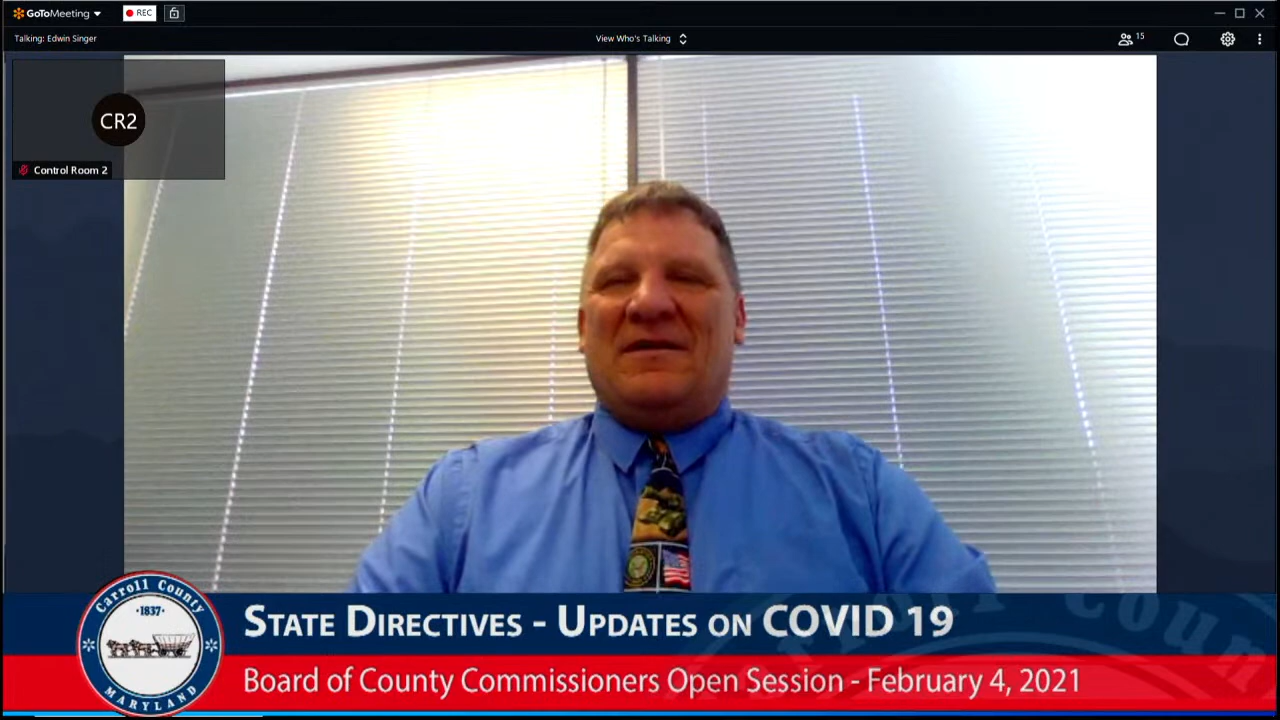 GoToMeeting
REC
Talking: Edwin Singer
View Who's Talking
15
CR2
Control Room 2
Carroll County
·1837·
MARYLAND
STATE DIRECTIVES - UPDATES ON COVID 19
Board of County Commissioners Open Session - February 4, 2021